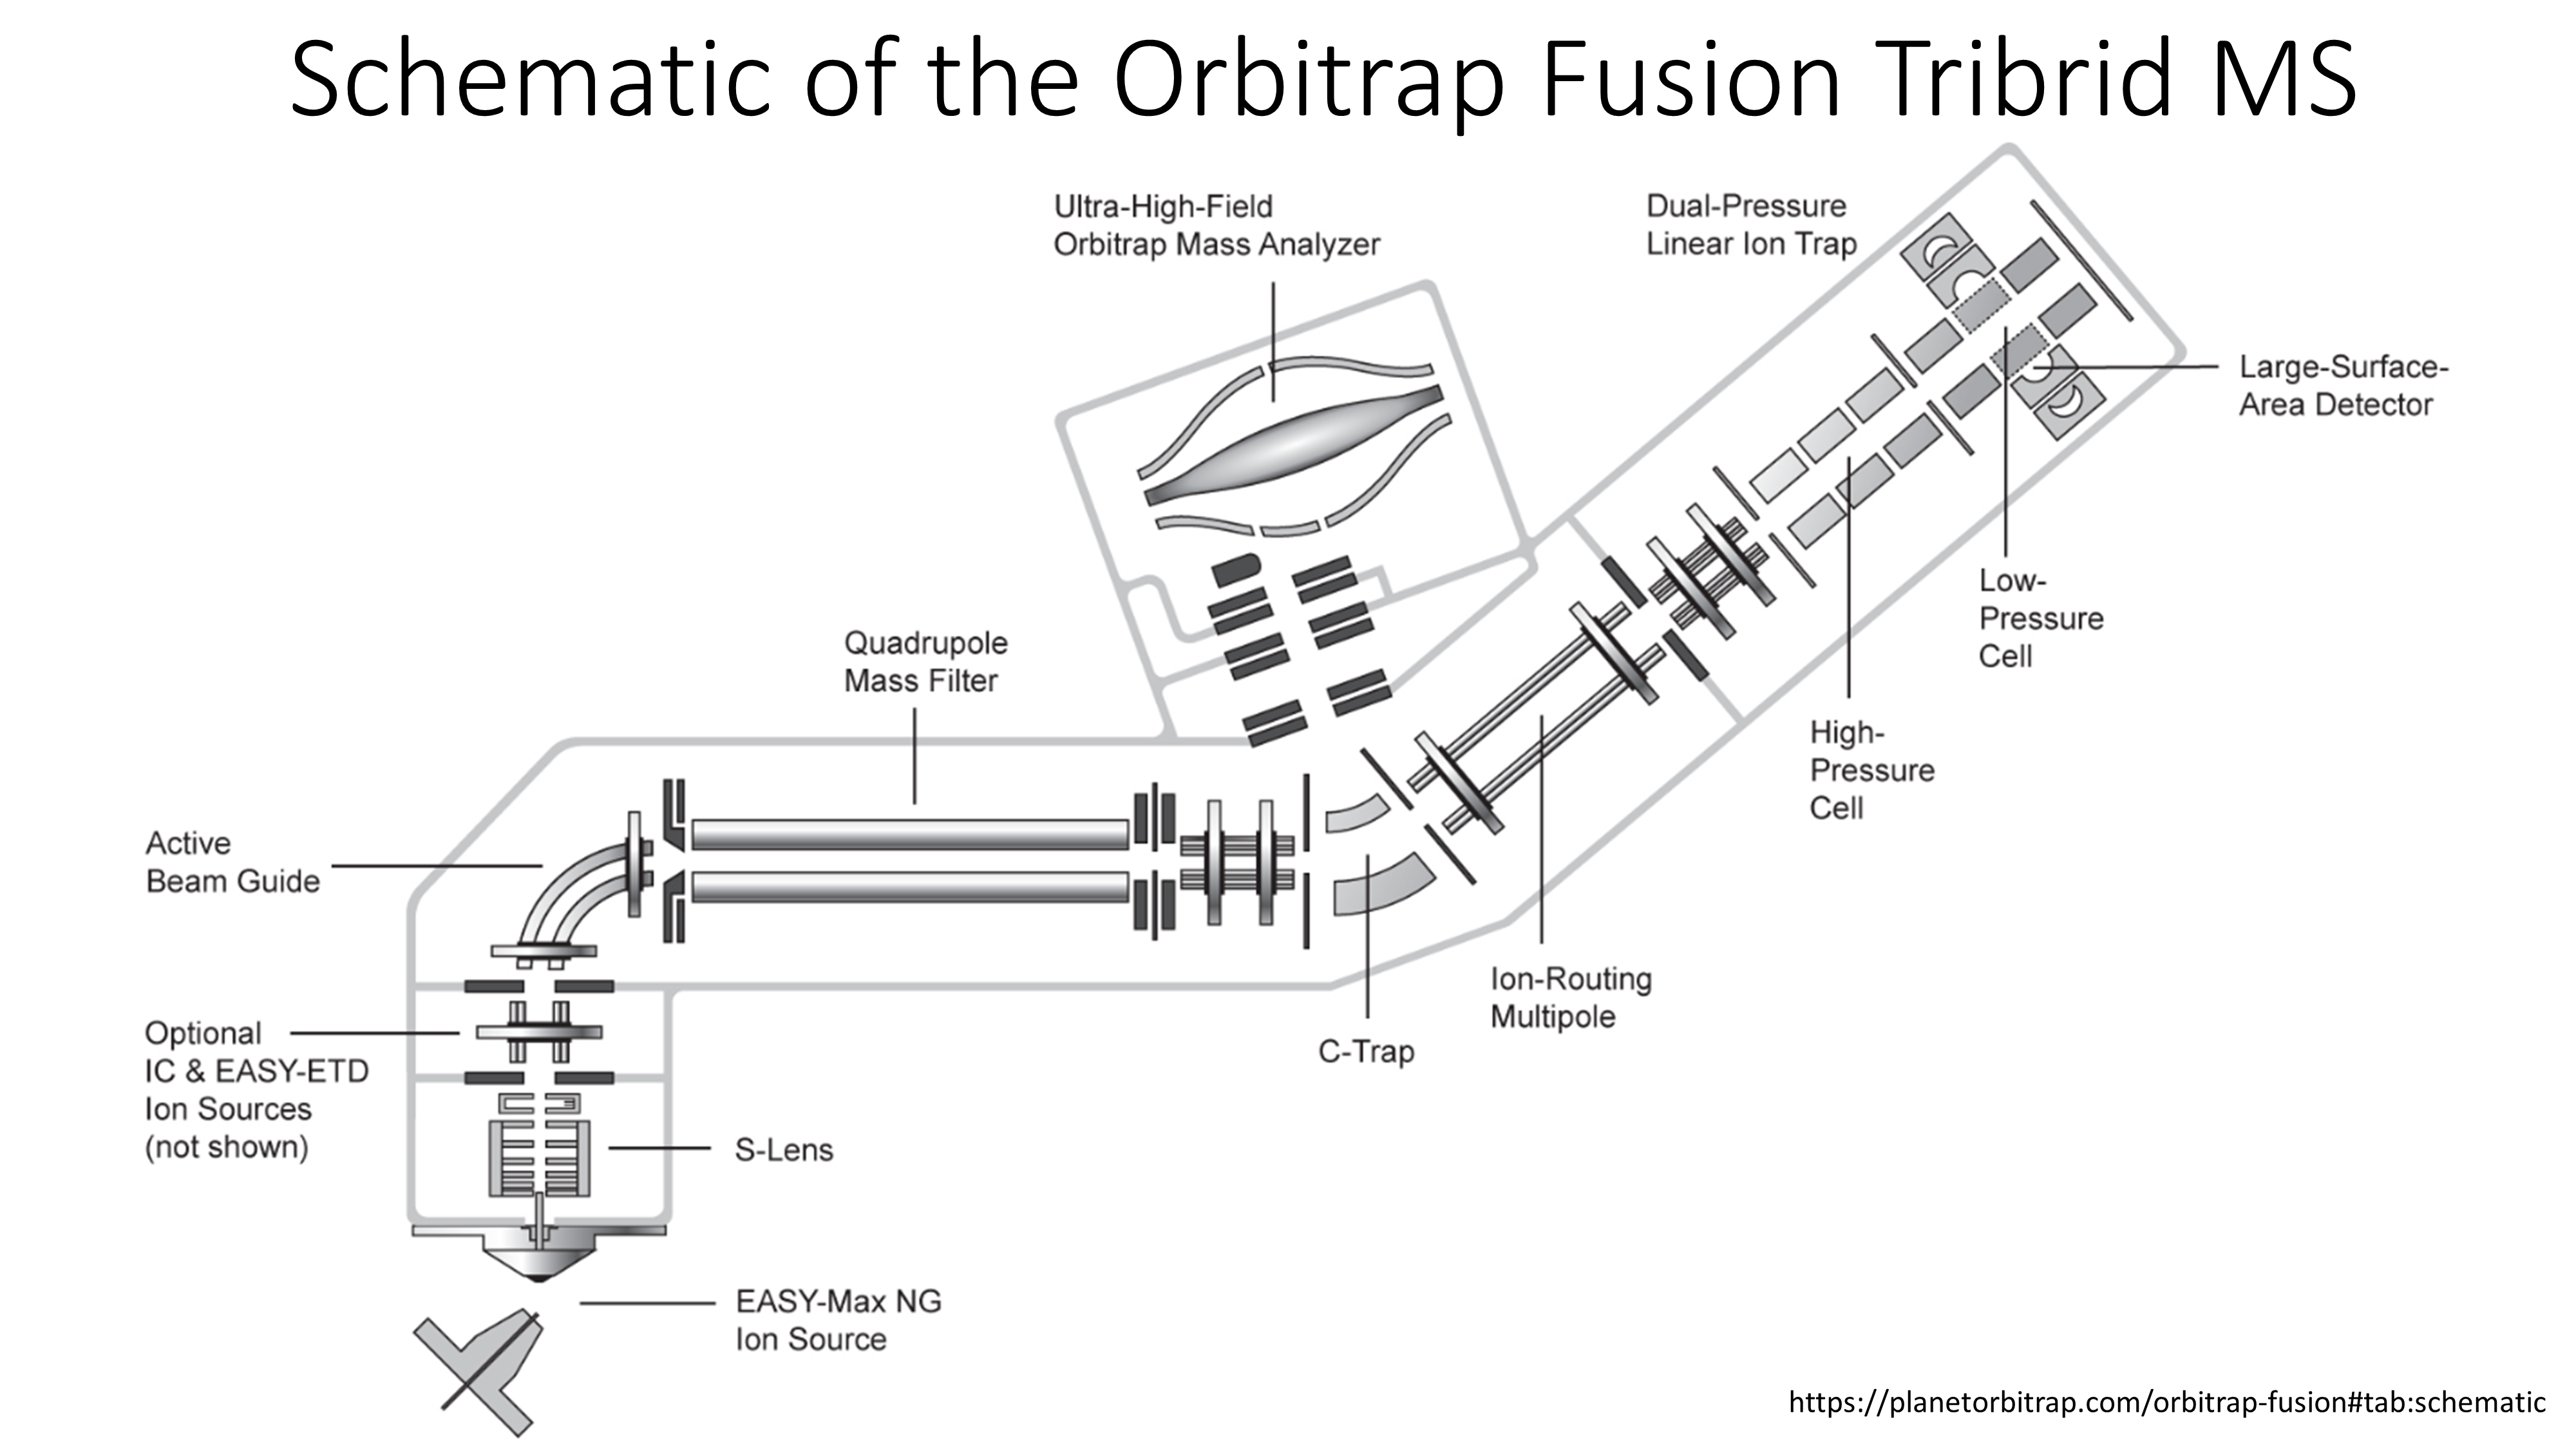 Schematic of the Orbitrap Fusion Tribrid MS
Ultra-High-Field
Orbitrap Mass Analyzer
Dual-Pressure
Linear Ion Trap
Large-Surface-
Area Detector
Low-
Pressure
Cell
High-
Pressure
Cell
Quadrupole
Mass Filter
Active
Beam Guide
Ion-Routing
Multipole
C-Trap
Optional
IC & EASY-ETD
Ion Sources
(not shown)
S-Lens
EASY-Max NG
Ion Source
https://planetorbitrap.com/orbitrap-fusion#tab:schematic